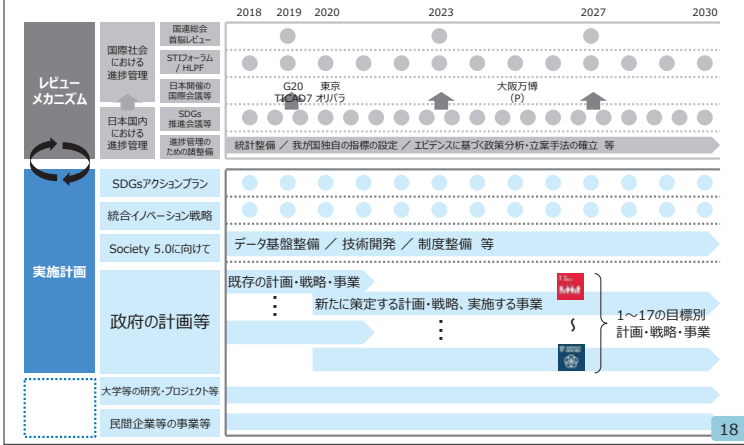 2018 2019 2020 2023 2027 2030
レビュー
メカニズム
国際社会
における
進捗管理
国連総会
首脳レビュー
STIフォーラム
/ HLPF
日本開催の
国際会議等
G20
TICAD7
東京
オリパラ
大阪万博
(P)
日本国内
における
進捗管理
SDGs
推進会議等
進捗管理の
ための諸整備
統計整備 ／ 我が国独自の指標の設定 ／ エビデンスに基づく政策分析・立案手法の確立 等
実施計画
SDGsアクションプラン
統合イノベーション戦略
Society 5.0に向けて
データ基盤整備 ／ 技術開発 ／ 制度整備 等
政府の計画等
既存の計画・戦略・事業
新たに策定する計画・戦略、実施する事業
1～17の目標別
計画・戦略・事業
大学等の研究・プロジェクト等
民間企業等の事業等
18